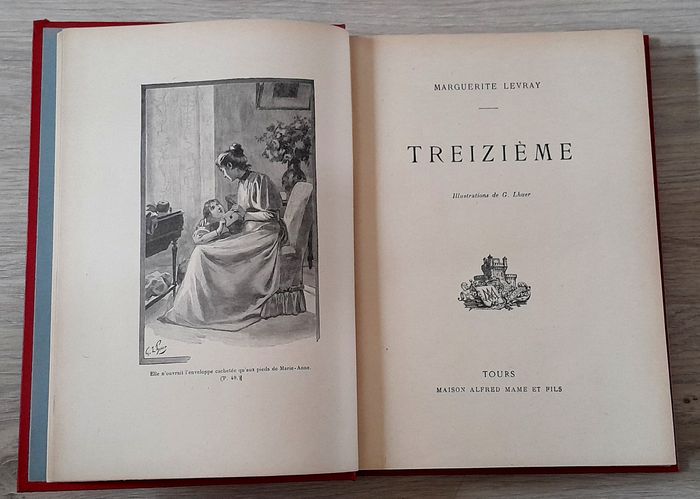 Elle n'ouvrait l'enveloppe cachetée qu'aux pieds de Marie-Anne.
(P. 49.)
MARGUERITE LEVRAY
TREIZIÈME
Illustrations de G. Lhuer
TOURS
MAISON ALFRED MAME ET FILS